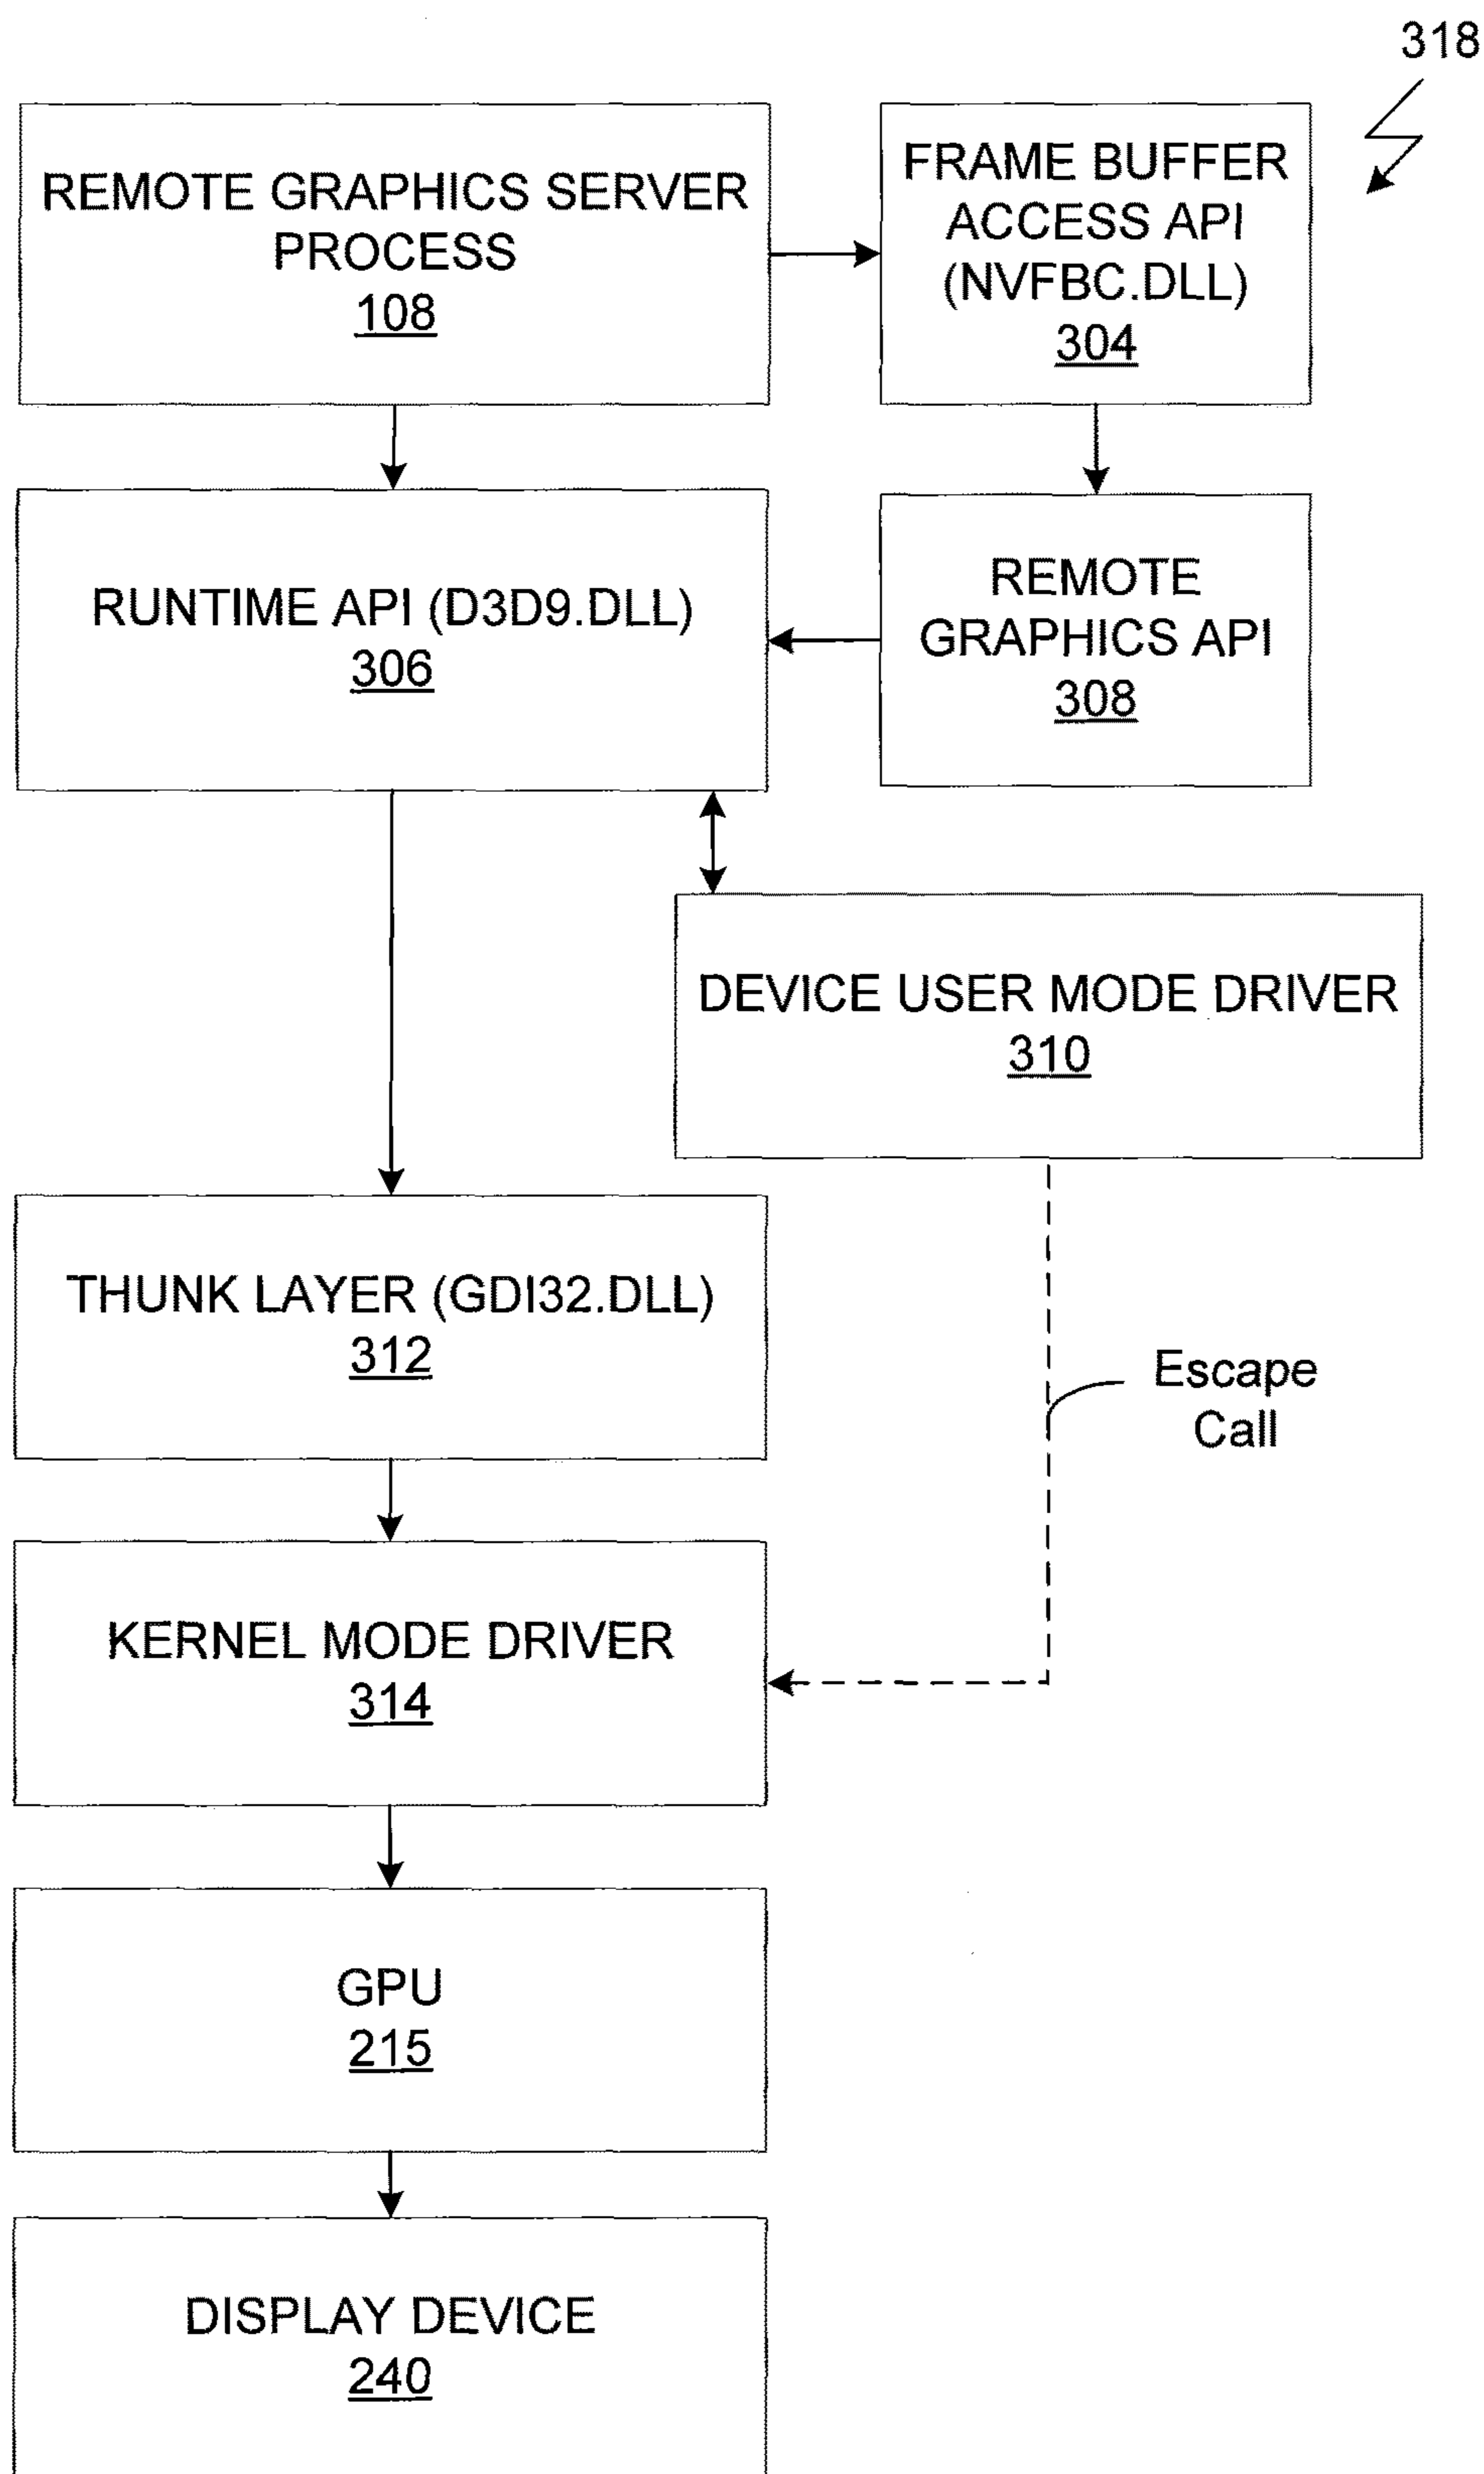 318
REMOTE GRAPHICS SERVER
PROCESS
108
FRAME BUFFER
ACCESS API
(NVFBC.DLL)
304
RUNTIME API (D3D9.DLL)
306
REMOTE
GRAPHICS API
308
DEVICE USER MODE DRIVER
310
THUNK LAYER (GDI32.DLL)
312
Escape
Call
KERNEL MODE DRIVER
314
GPU
215
DISPLAY DEVICE
240